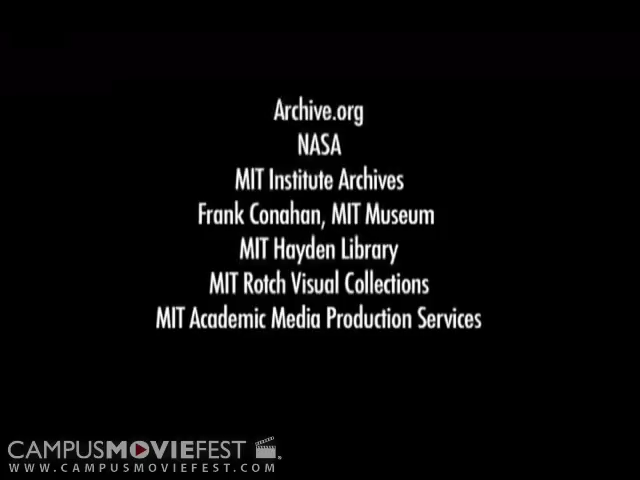 Archive.org
NASA
MIT Institute Archives
Frank Conahan, MIT Museum
MIT Hayden Library
MIT Rotch Visual Collections
MIT Academic Media Production Services
CAMPUSMOVIEFEST
WWW.CAMPUSMOVIEFEST.COM